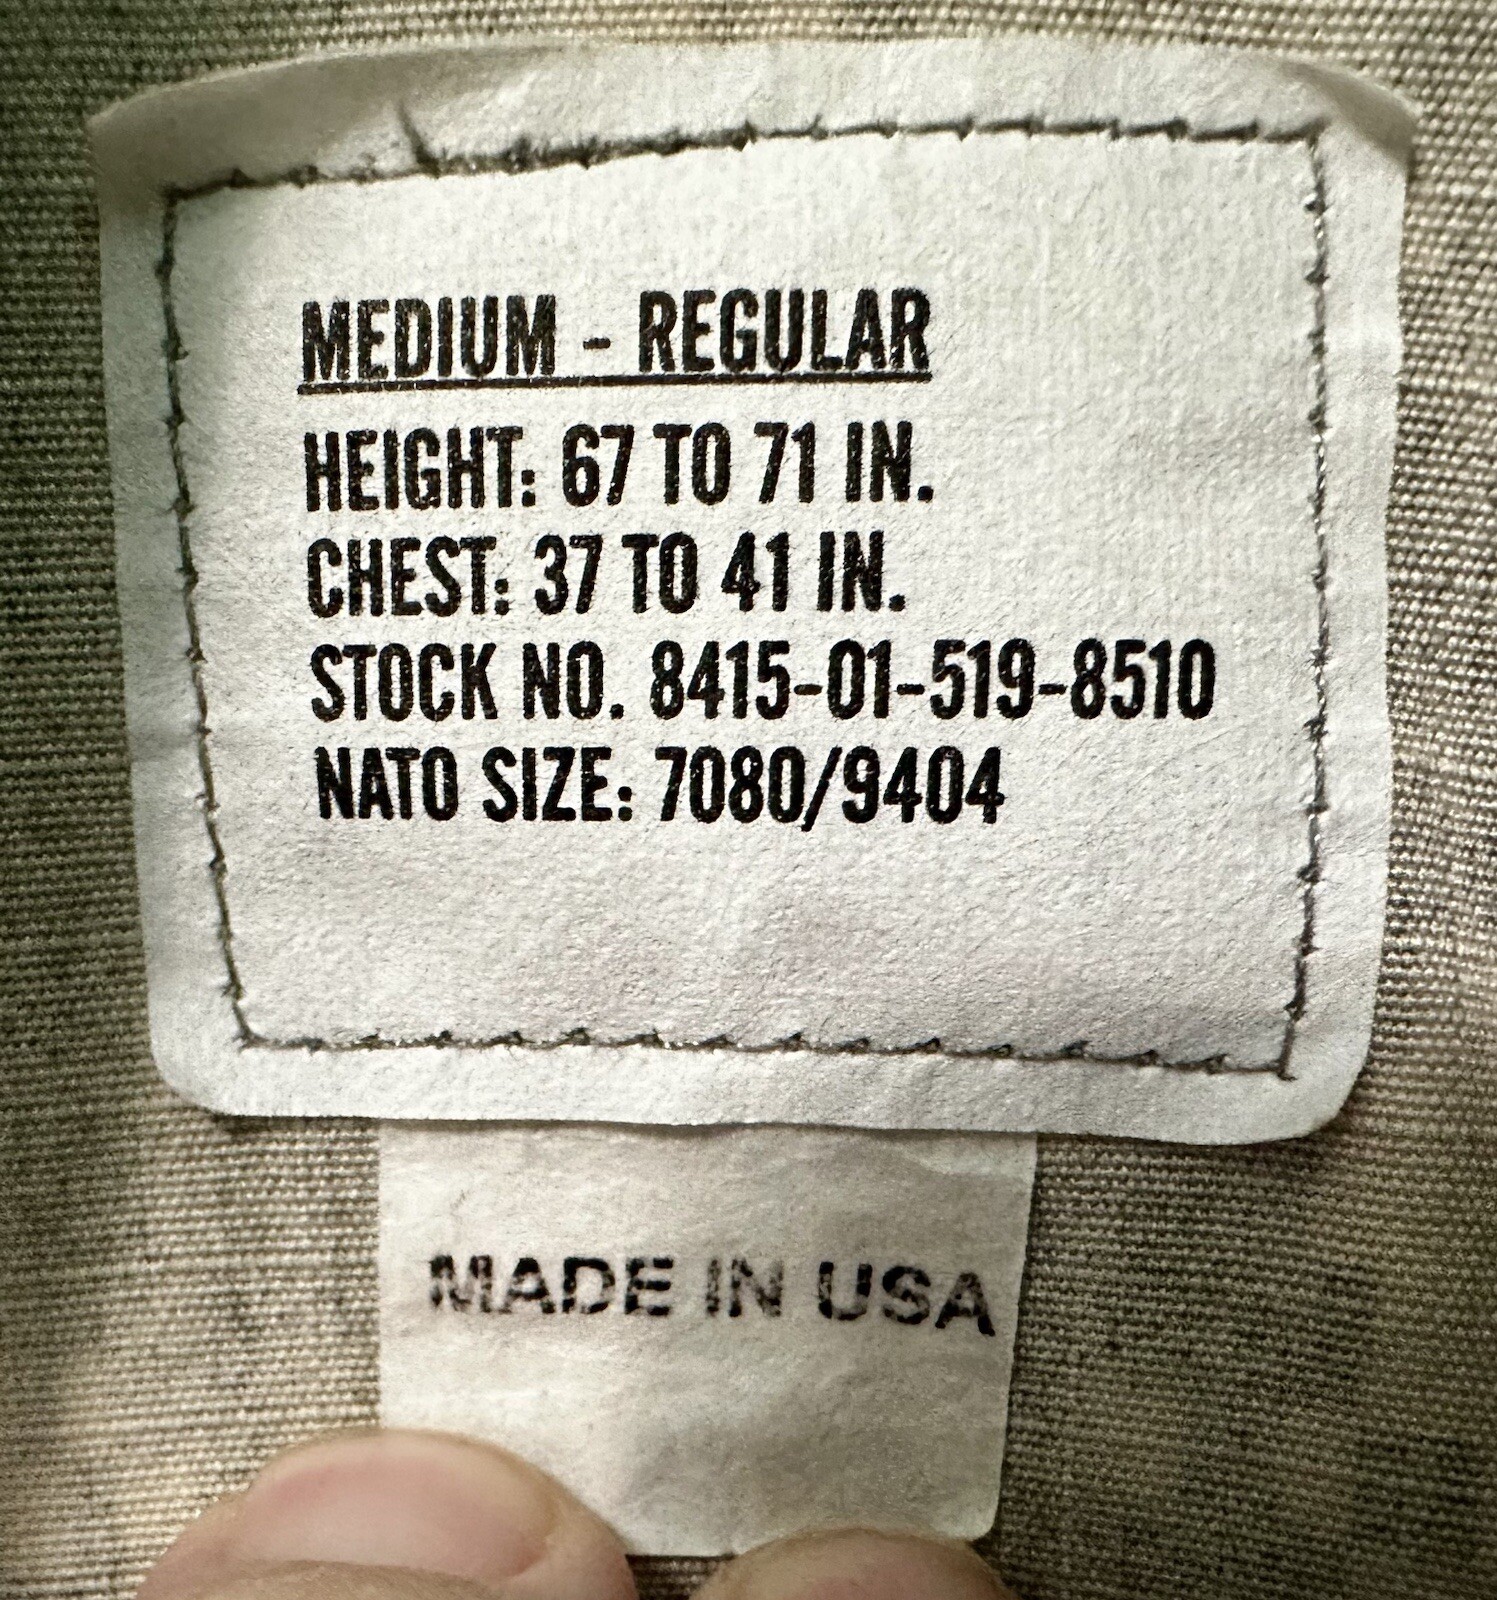 MEDIUM - REGULAR
HEIGHT: 67 TO 71 IN.
CHEST: 37 TO 41 IN.
STOCK NO. 8415-01-519-8510
NATO SIZE: 7080/9404
MADE IN USA